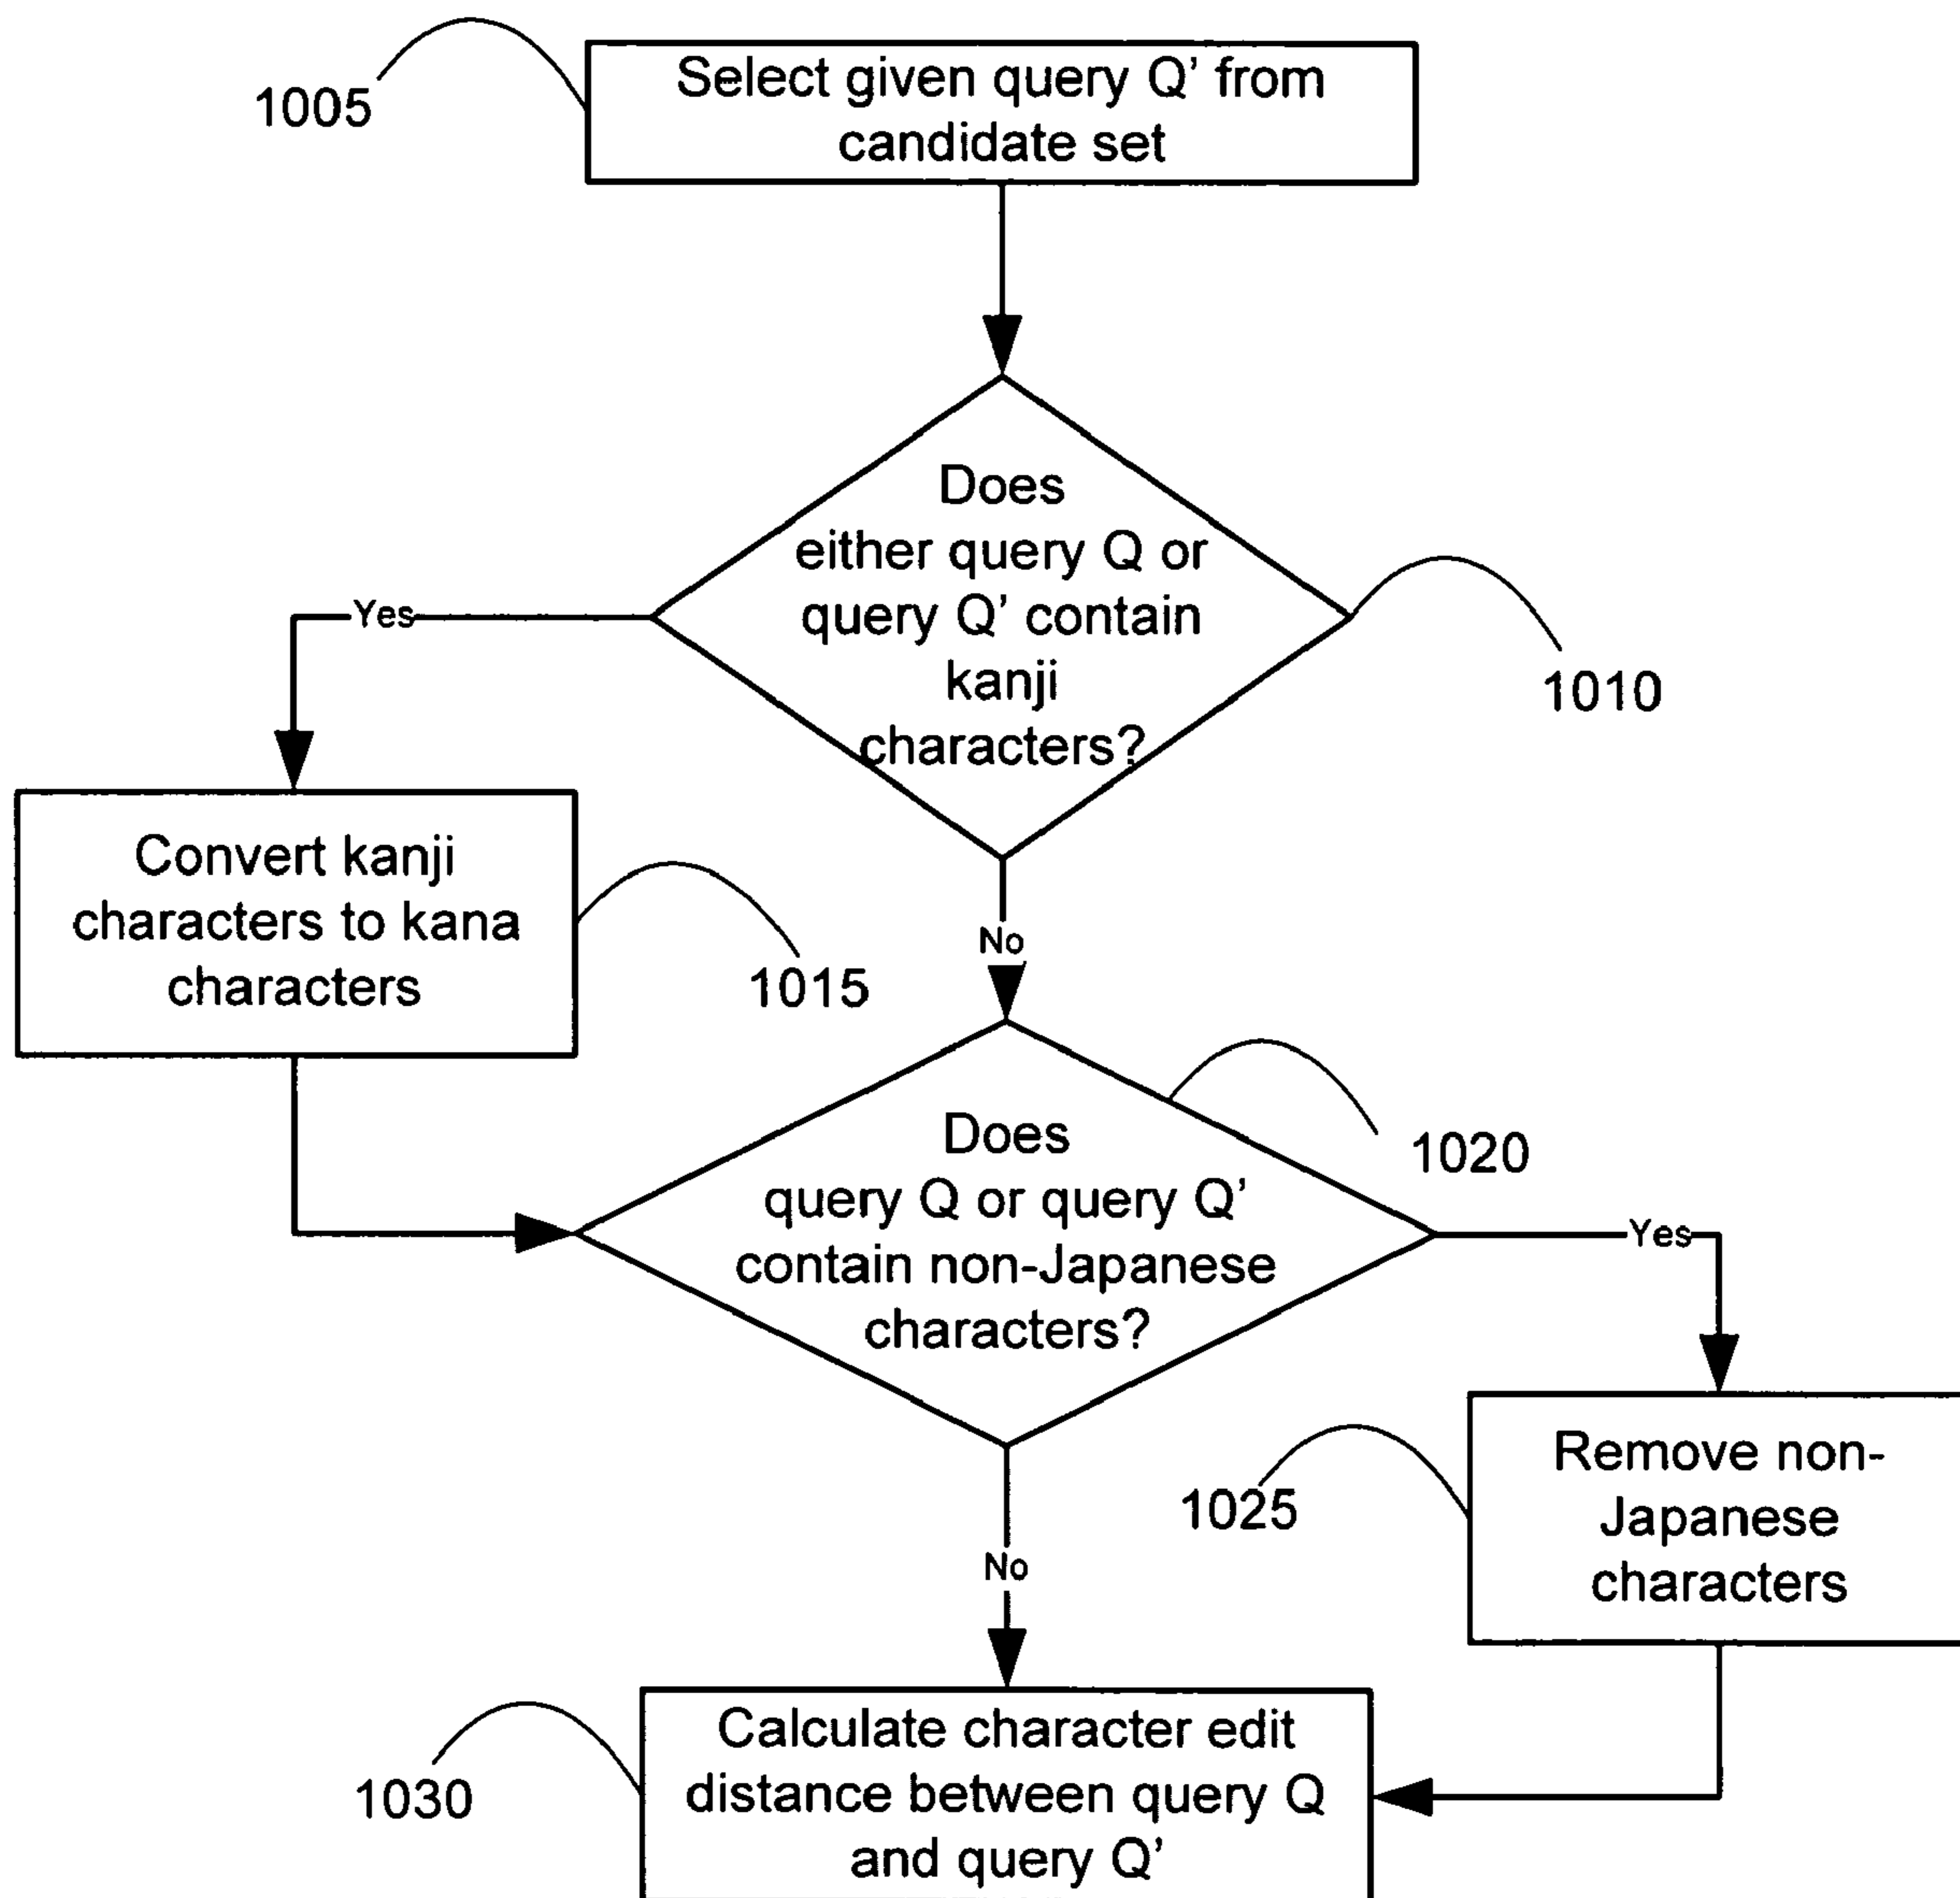 Select given query Q’ from
candidate set
1005
Does
either query Q or
query Q’ contain
kanji
characters?
1010
Yes
No
Convert kanji
characters to kana
characters
1015
Does
query Q or query Q’
contain non-Japanese
characters?
1020
Yes
No
Remove non-
Japanese
characters
1025
Calculate character edit
distance between query Q
and query Q’
1030